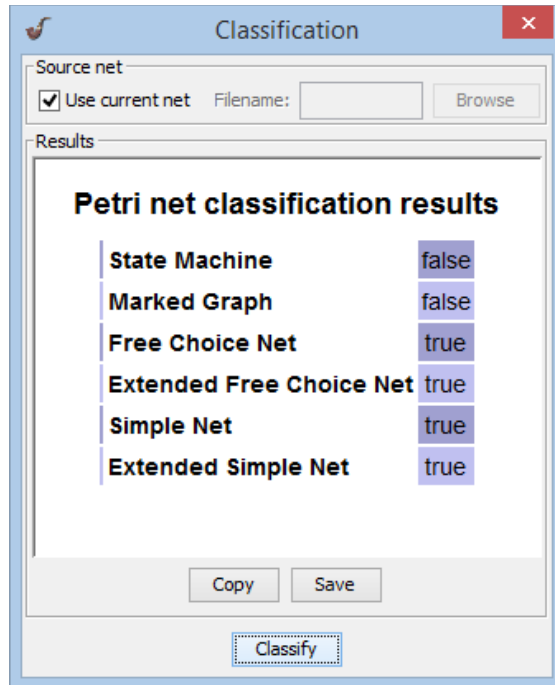 Classification
Source net
Use current net Filename: Browse
Results
Petri net classification results
State Machine false
Marked Graph false
Free Choice Net true
Extended Free Choice Net true
Simple Net true
Extended Simple Net true
Copy Save
Classify